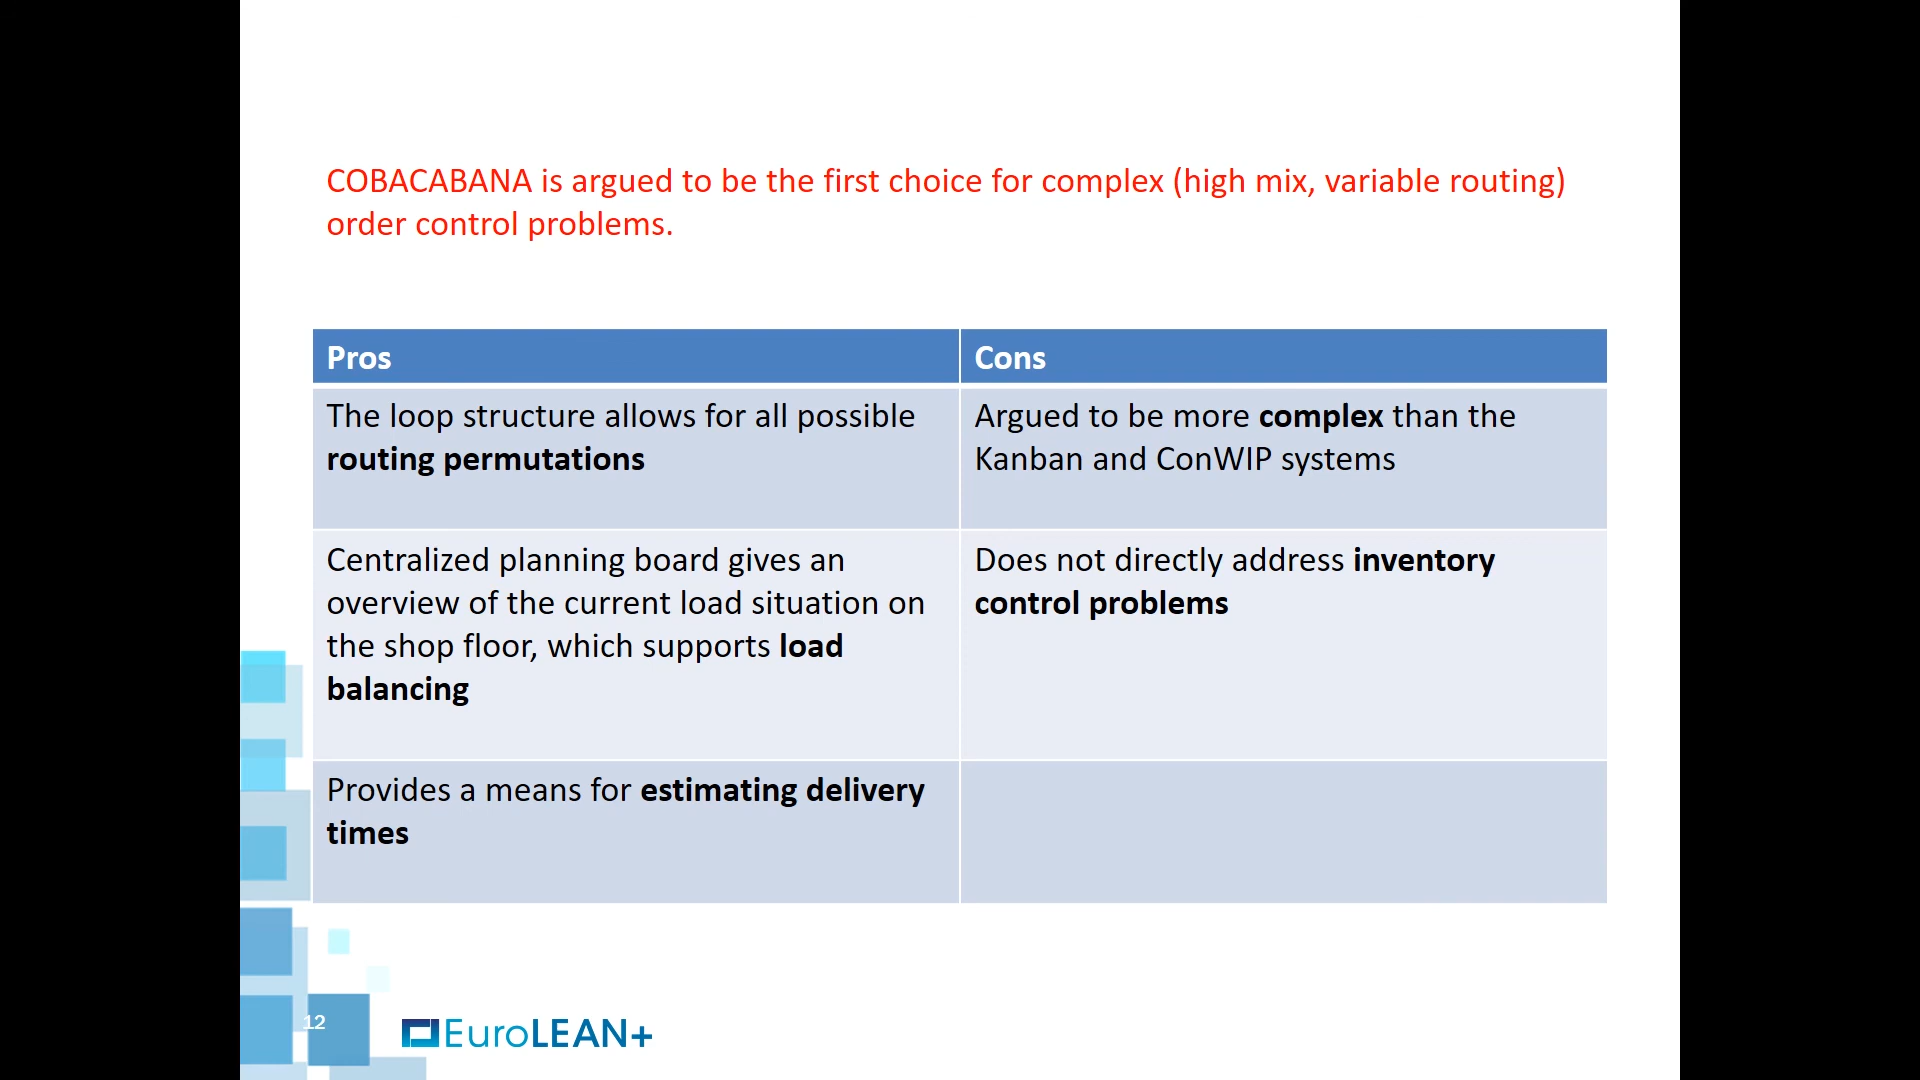 COBACABANA is argued to be the first choice for complex (high mix, variable routing)
order control problems.
Pros
Cons
The loop structure allows for all possible
routing permutations
Argued to be more complex than the
Kanban and ConWIP systems
Centralized planning board gives an
overview of the current load situation on
the shop floor, which supports load
balancing
Does not directly address inventory
control problems
Provides a means for estimating delivery
times
12
EuroLEAN+